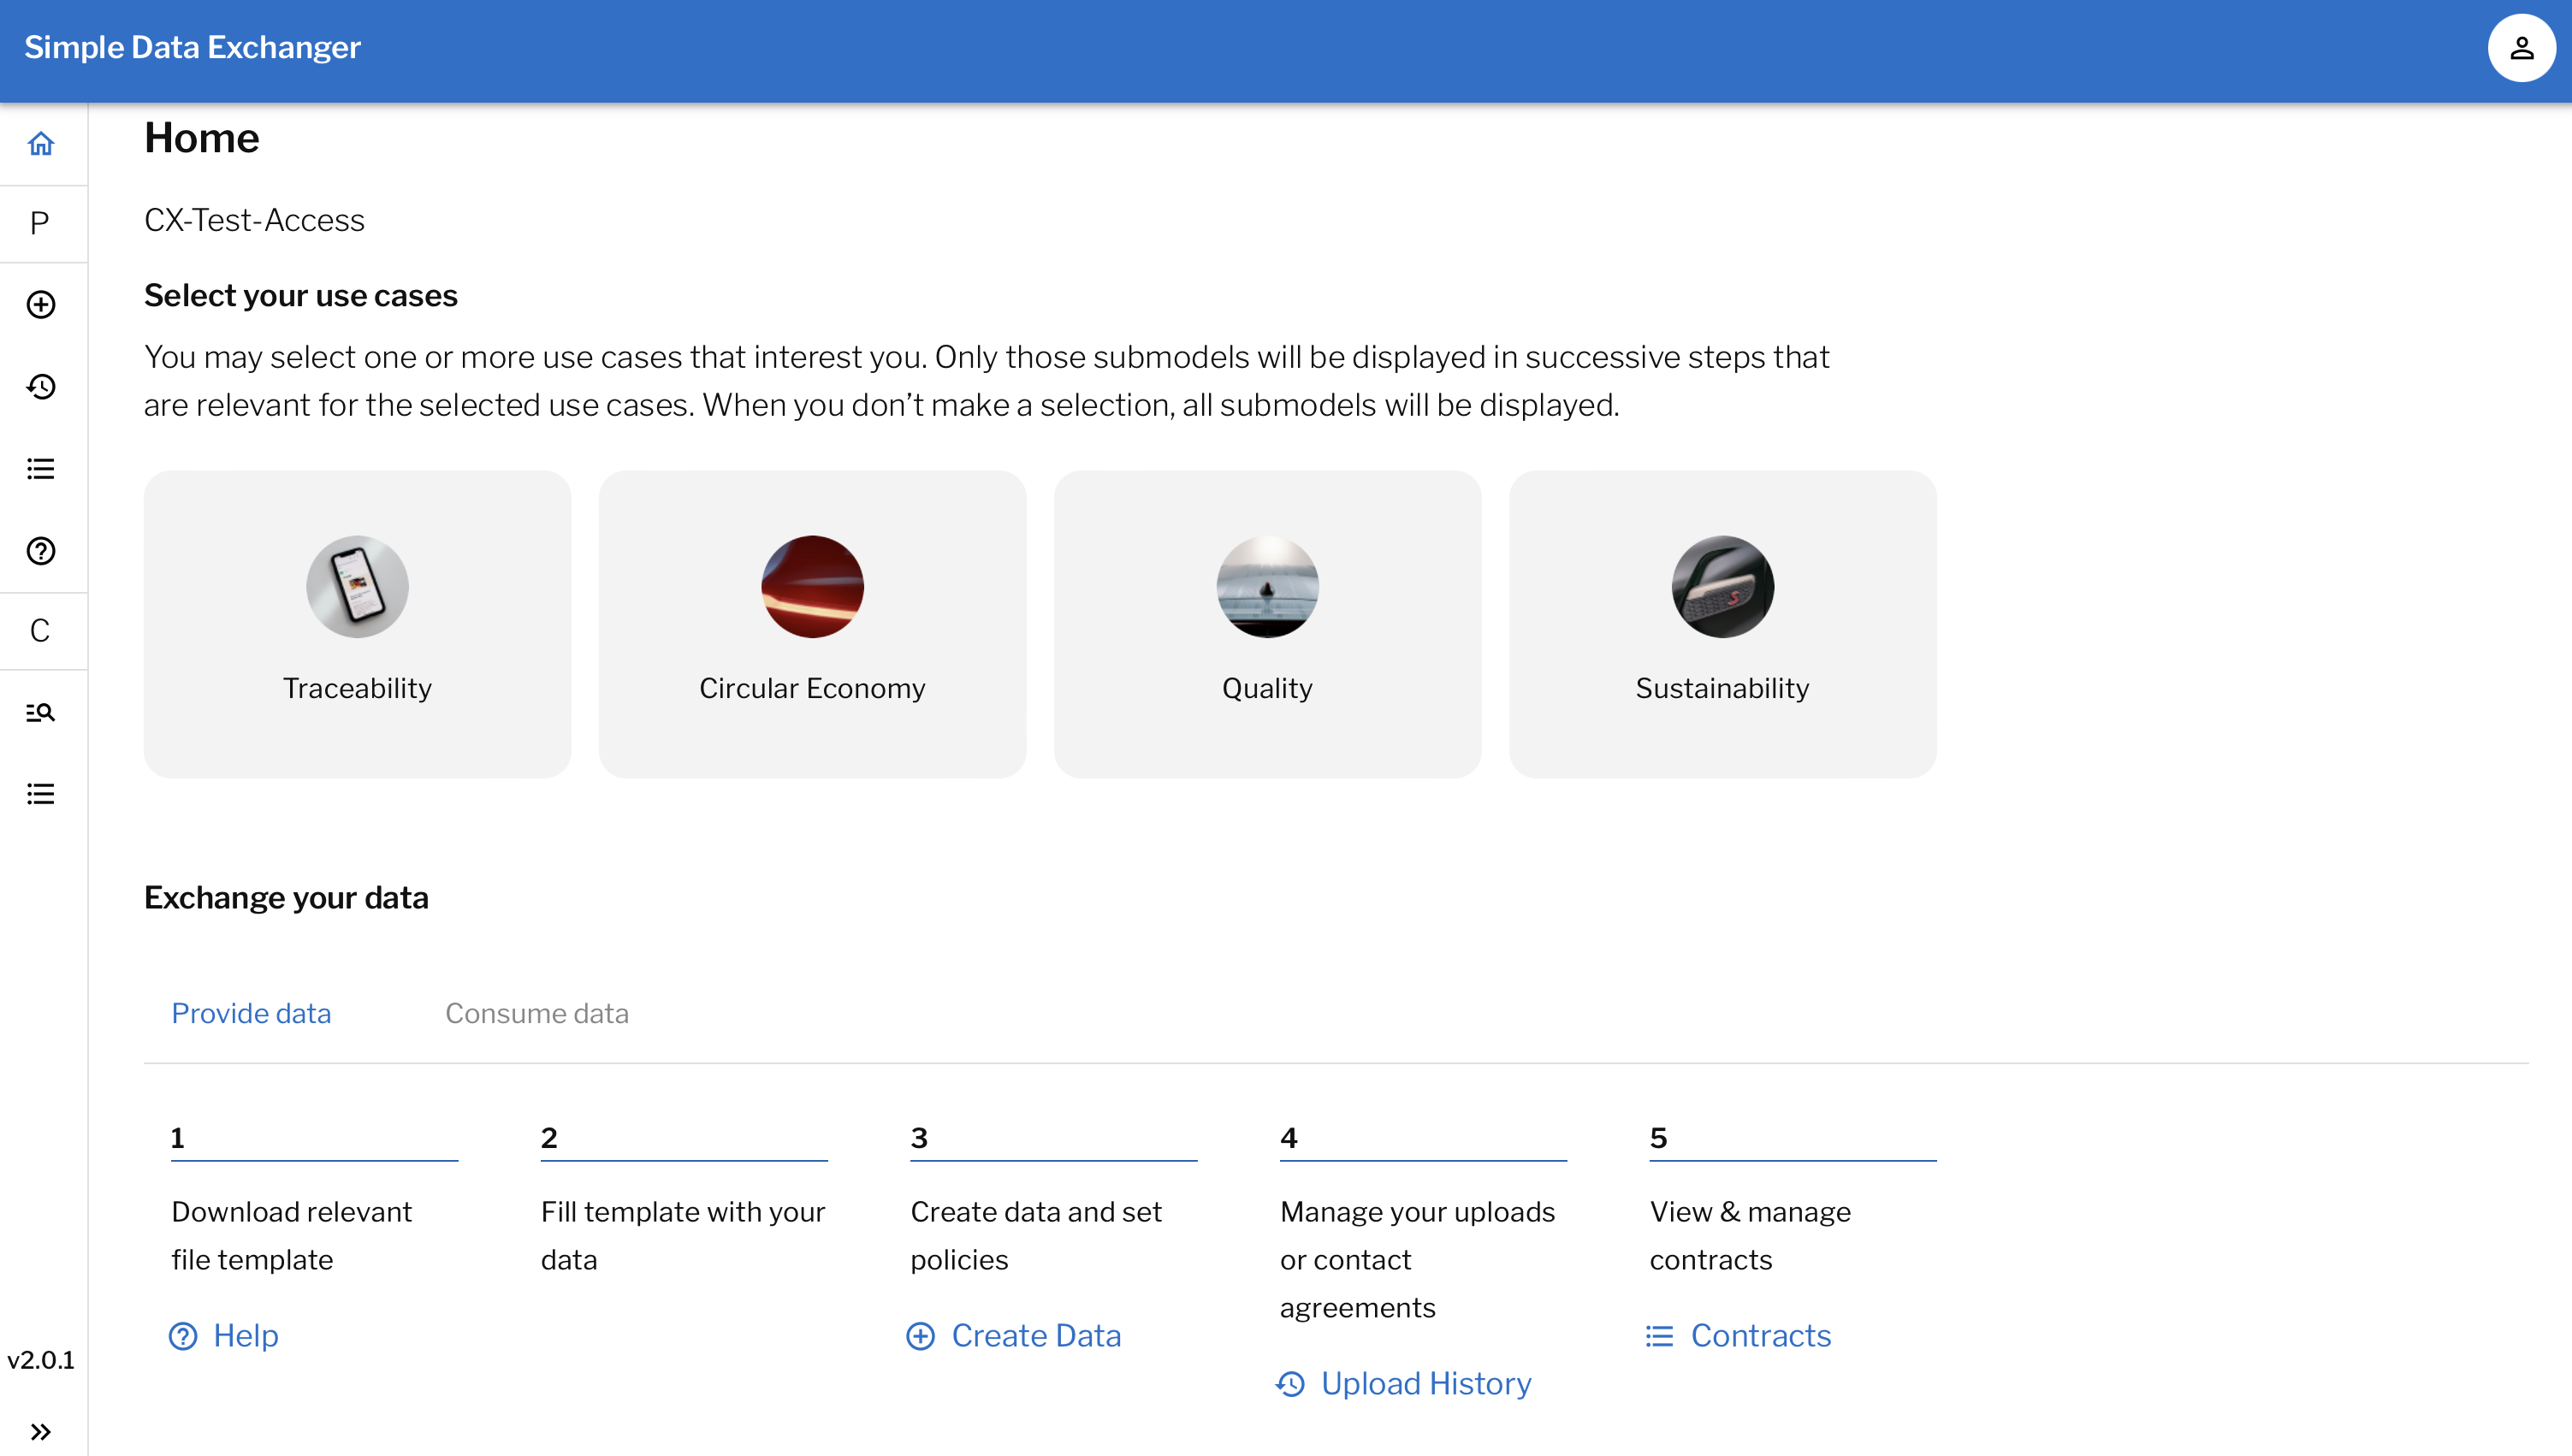 Simple Data Exchanger
Home
P
CX-Test-Access
Select your use cases
You may select one or more use cases that interest you. Only those submodels will be displayed in successive steps that
are relevant for the selected use cases. When you don’t make a selection, all submodels will be displayed.
C
Traceability
Circular Economy
S
Quality
Sustainability
Exchange your data
Provide data
Consume data
1
Download relevant
file template
Help
2
Fill template with your
data
3
Create data and set
policies
Create Data
4
Manage your uploads
or contact
agreements
Upload History
5
View & manage
contracts
Contracts
v2.0.1